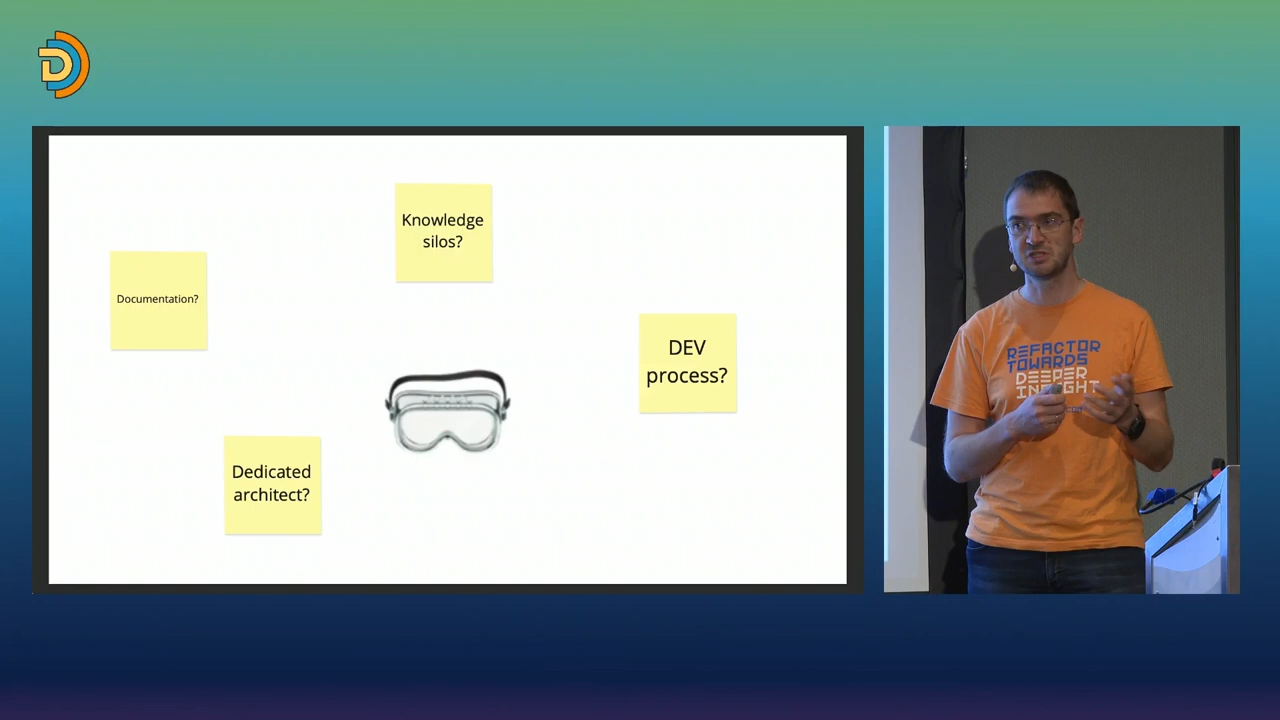 D
Knowledge
silos?
Documentation?
DEV
process?
Dedicated
architect?
REFACTOR
TOWARDS
DEEPER
INSIGHT